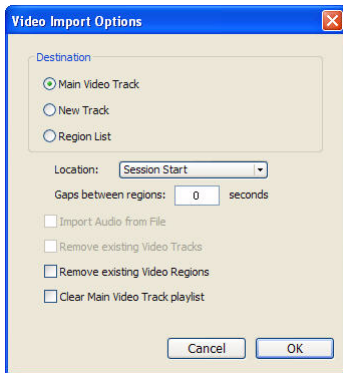 Video Import Options
Destination
Main Video Track
New Track
Region List
Location: Session Start
Gaps between regions: 0 seconds
Import Audio from File
Remove existing Video Tracks
Remove existing Video Regions
Clear Main Video Track playlist
Cancel OK